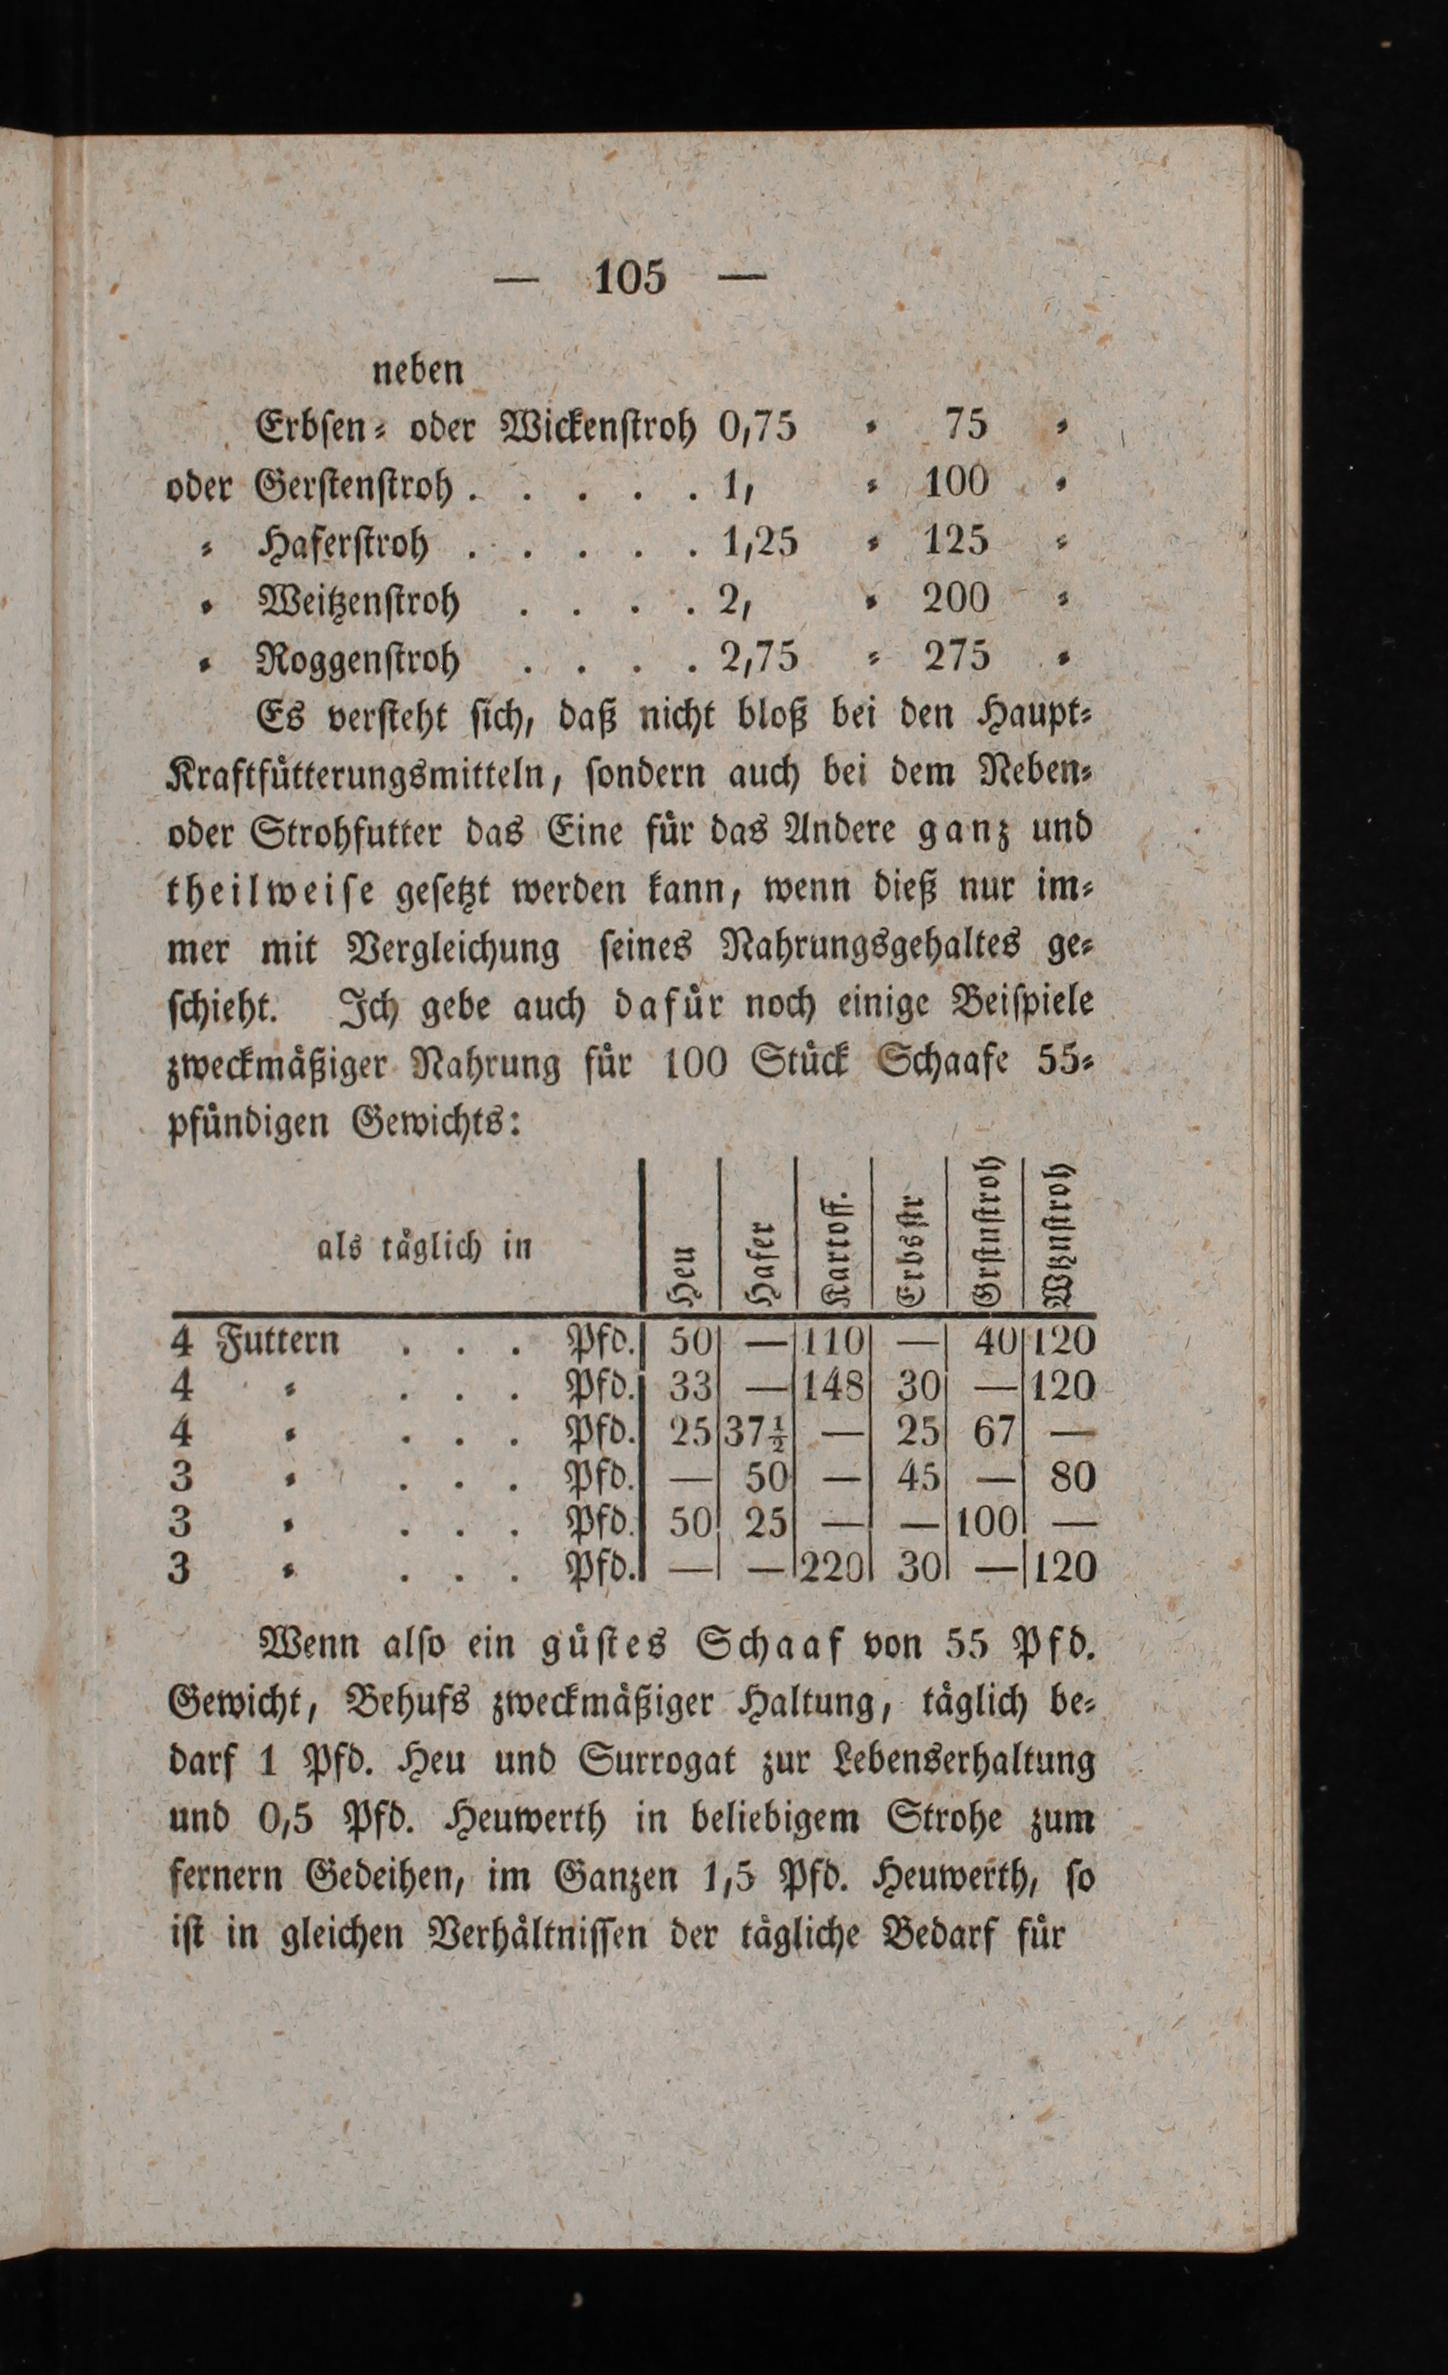 — 105 —
neben
Erbsen⸗ oder Wickenstroh 0,75 ⸗ 75 ⸗
oder Gerstenstroh . . . . . 1, ⸗ 100 ⸗
⸗ Haferstroh . . . . . 1,25 ⸗ 125 ⸗
⸗ Weitzenstroh . . . . 2, ⸗ 200 ⸗
⸗ Roggenstroh . . . . 2,75 ⸗ 275 ⸗
Es versteht sich, daß nicht bloß bei den Haupt⸗
Kraftfütterungsmitteln, sondern auch bei dem Neben⸗
oder Strohfutter das Eine für das Andere ganz und
theilweise gesetzt werden kann, wenn dieß nur im⸗
mer mit Vergleichung seines Nahrungsgehaltes ge⸗
schieht. Ich gebe auch dafür noch einige Beispiele
zweckmäßiger Nahrung für 100 Stück Schaafe 55⸗
pfündigen Gewichts:
als täglich in Heu Hafer Kartoff. Erbsstr Grstnstroh Wtznstroh
4 Futtern . . . Pfd. 50 — 110 — 40 120
4 ⸗ . . . Pfd. 33 — 148 30 — 120
4 ⸗ . . . Pfd. 25 37½ — 25 67 —
3 ⸗ . . . Pfd. — 50 — 45 — 80
3 ⸗ . . . Pfd. 50 25 — — 100 —
3 ⸗ . . . Pfd. — — 220 30 — 120
Wenn also ein güstes Schaaf von 55 Pfd.
Gewicht, Behufs zweckmäßiger Haltung, täglich be⸗
darf 1 Pfd. Heu und Surrogat zur Lebenserhaltung
und 0,5 Pfd. Heuwerth in beliebigem Strohe zum
fernern Gedeihen, im Ganzen 1,5 Pfd. Heuwerth, so
ist in gleichen Verhältnissen der tägliche Bedarf für